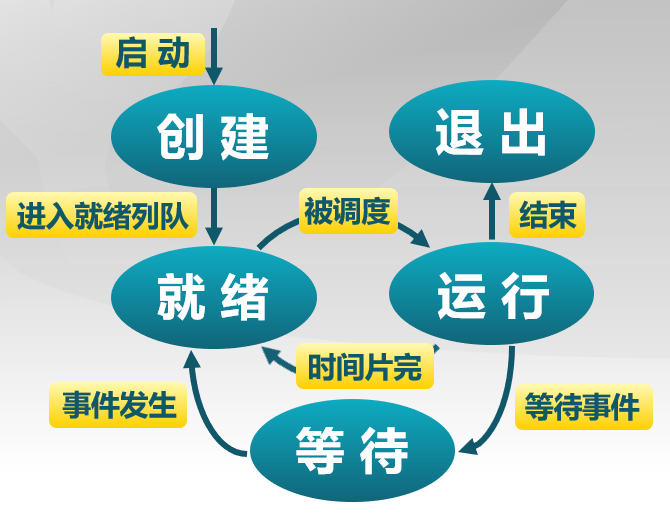 启动
创建
退出
进入就绪列队
被调度
结束
就绪
运行
时间片完
事件发生
等待事件
等待